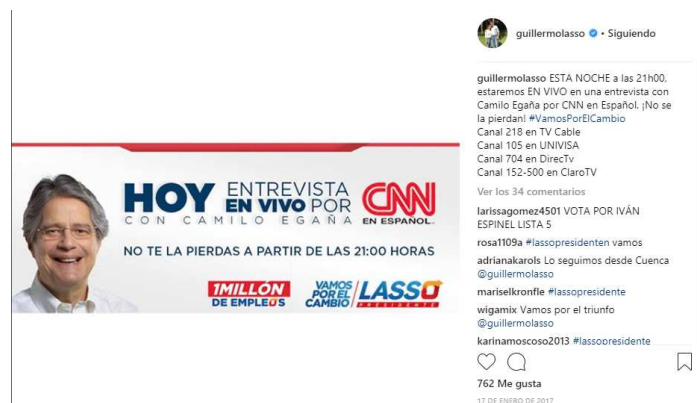 HOY ENTREVISTA EN VIVO POR CNN EN ESPAÑOL
CON CAMILO EGAÑA
NO TE LA PIERDAS A PARTIR DE LAS 21:00 HORAS
1MILLÓN
DE EMPLEOS
VAMOS
POR EL
CAMBIO
LASSO
PRESIDENTE
guillermolasso • Siguiendo
guillermolasso ESTA NOCHE a las 21h00,
estaremos EN VIVO en una entrevista con
Camilo Egaña por CNN en Español. ¡No se
la pierdan! #VamosPorElCambio
Canal 218 en TV Cable
Canal 105 en UNIVISA
Canal 704 en DirecTv
Canal 152-500 en ClaroTV
Ver los 34 comentarios
larissagomez4501 VOTA POR IVÁN
ESPINEL LISTA 5
rosa1109a #lassopresidenten vamos
adrianakarols Lo seguimos desde Cuenca
@guillermolasso
mariselkronfle #lassopresidente
wigamix Vamos por el triunfo
@guillermolasso
karinamoscoso2013 #lassopresidente
762 Me gusta
17 DE ENERO DE 2017